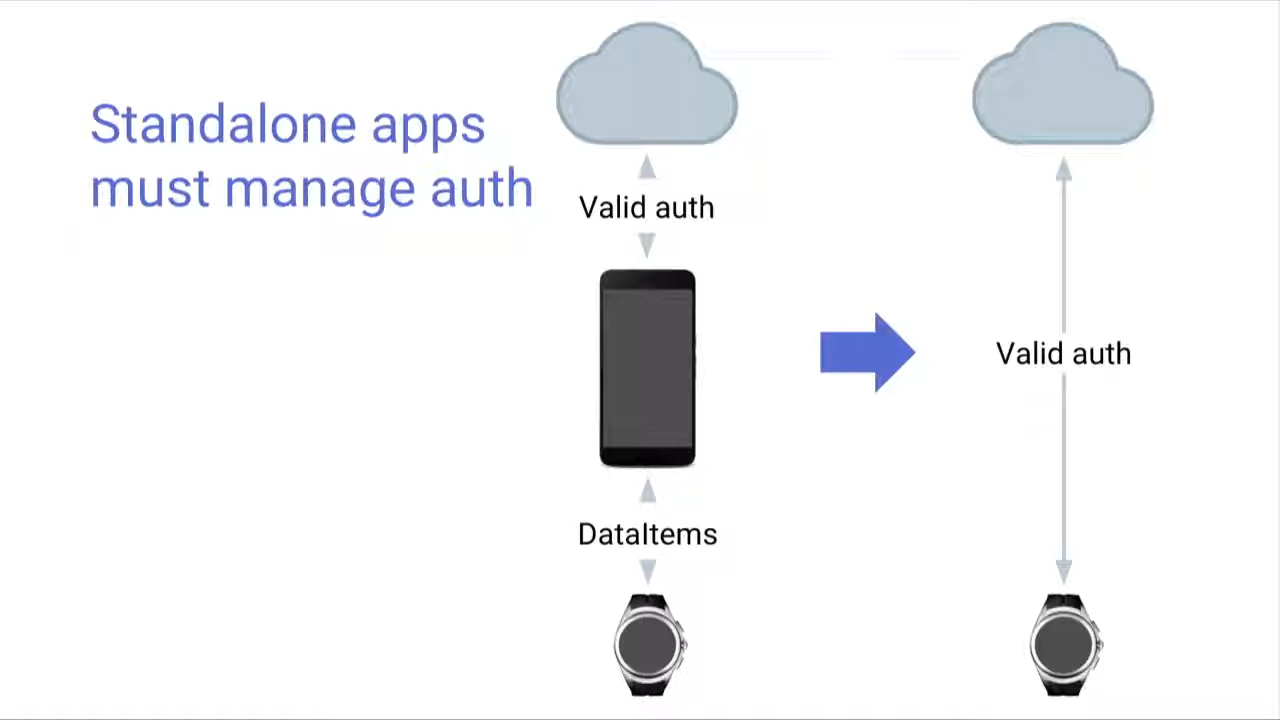 Standalone apps
must manage auth
Valid auth
DataItems
Valid auth